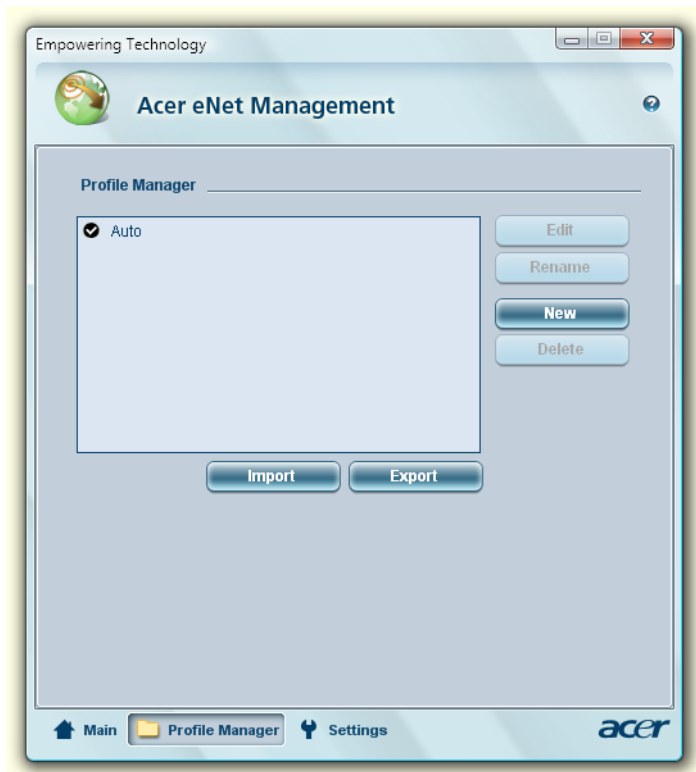 Empowering Technology
Acer eNet Management
Profile Manager
Auto
Edit
Rename
New
Delete
Import
Export
Main
Profile Manager
Settings
acer